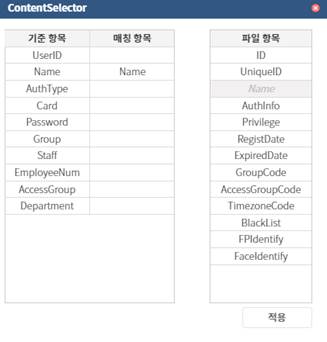 ContentSelector
기준 항목 매칭 항목 파일 항목
UserID ID
Name Name UniqueID
AuthType Name
Card AuthInfo
Password Privilege
Group RegistDate
Staff ExpiredDate
EmployeeNum GroupCode
AccessGroup AccessGroupCode
Department TimezoneCode
BlackList
FPIdentify
FaceIdentify
적용